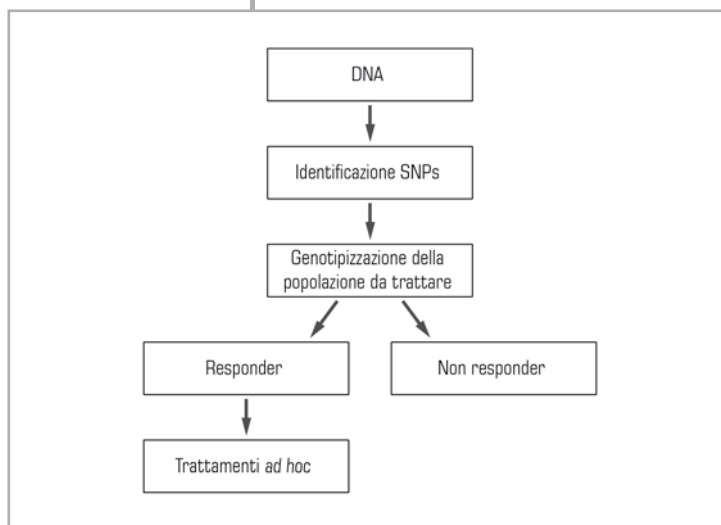 DNA
Identificazione SNPs
Genotipizzazione della
popolazione da trattare
Responder
Non responder
Trattamenti ad hoc